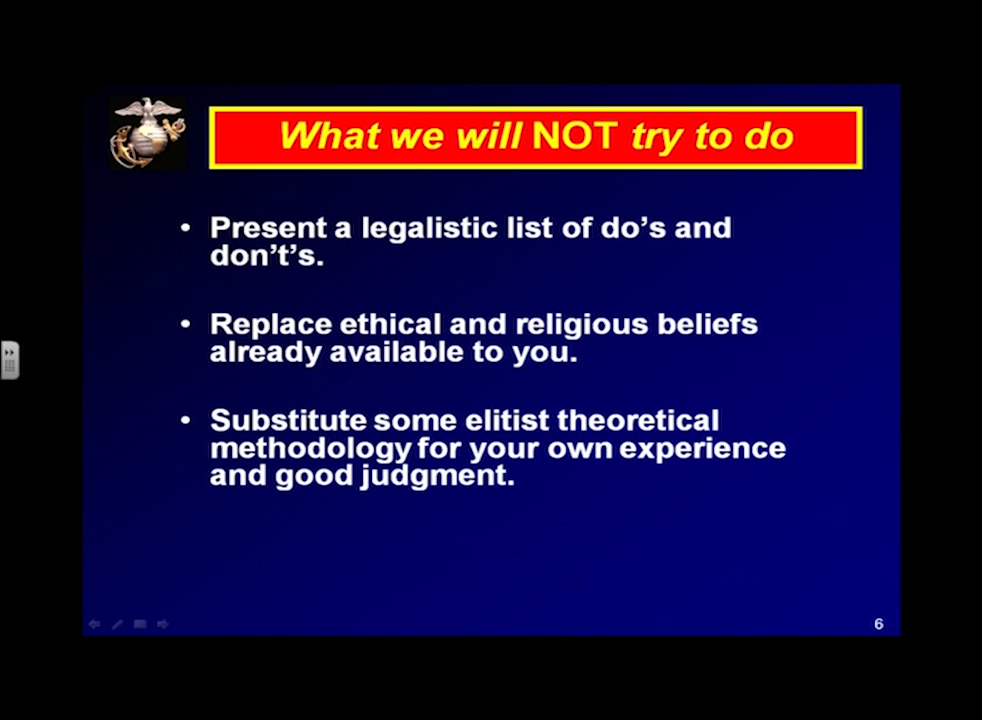 What we will NOT try to do
• Present a legalistic list of do’s and
don’t’s.
• Replace ethical and religious beliefs
already available to you.
• Substitute some elitist theoretical
methodology for your own experience
and good judgment.
6